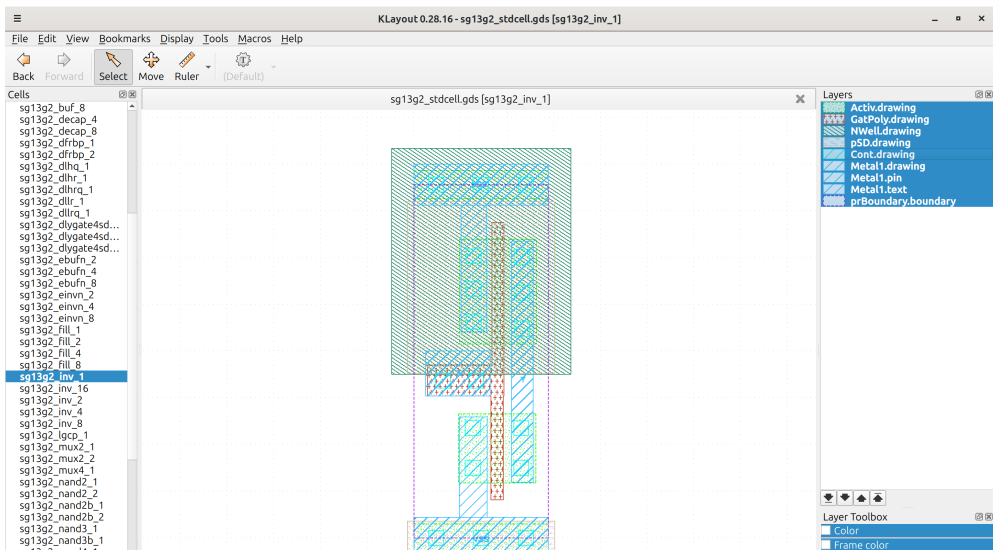 KLayout 0.28.16 - sg13g2_stdcell.gds [sg13g2_inv_1]
File Edit View Bookmarks Display Tools Macros Help
Back Forward Select Move Ruler (Default)
Cells
sg13g2_buf_8
sg13g2_decap_4
sg13g2_decap_8
sg13g2_dfrbp_1
sg13g2_dfrbp_2
sg13g2_dlhq_1
sg13g2_dlhr_1
sg13g2_dlhrq_1
sg13g2_dllr_1
sg13g2_dllrq_1
sg13g2_dlygate4sd...
sg13g2_dlygate4sd...
sg13g2_dlygate4sd...
sg13g2_ebufn_2
sg13g2_ebufn_4
sg13g2_ebufn_8
sg13g2_einvn_2
sg13g2_einvn_4
sg13g2_einvn_8
sg13g2_fill_1
sg13g2_fill_2
sg13g2_fill_4
sg13g2_fill_8
sg13g2_inv_1
sg13g2_inv_16
sg13g2_inv_2
sg13g2_inv_4
sg13g2_inv_8
sg13g2_lgcp_1
sg13g2_mux2_1
sg13g2_mux2_2
sg13g2_mux4_1
sg13g2_nand2_1
sg13g2_nand2_2
sg13g2_nand2b_1
sg13g2_nand2b_2
sg13g2_nand3_1
sg13g2_nand3b_1
sg13g2_stdcell.gds [sg13g2_inv_1]
VSS
Layers
Activ.drawing
GatPoly.drawing
NWell.drawing
pSD.drawing
Cont.drawing
Metal1.drawing
Metal1.pin
Metal1.text
prBoundary.boundary
Layer Toolbox
Color
Frame color